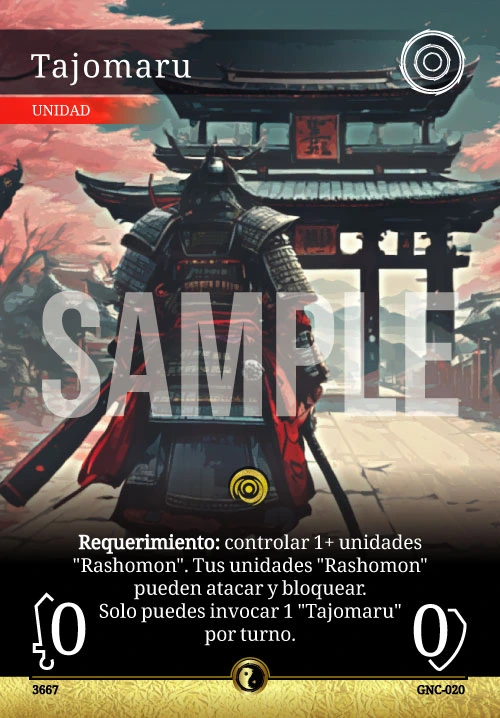 Tajomaru
UNIDAD
SAMPLE
Requerimiento: controlar 1+ unidades
"Rashomon". Tus unidades "Rashomon"
pueden atacar y bloquear.
Solo puedes invocar 1 "Tajomaru"
por turno.
0
0
3667
GNC-020